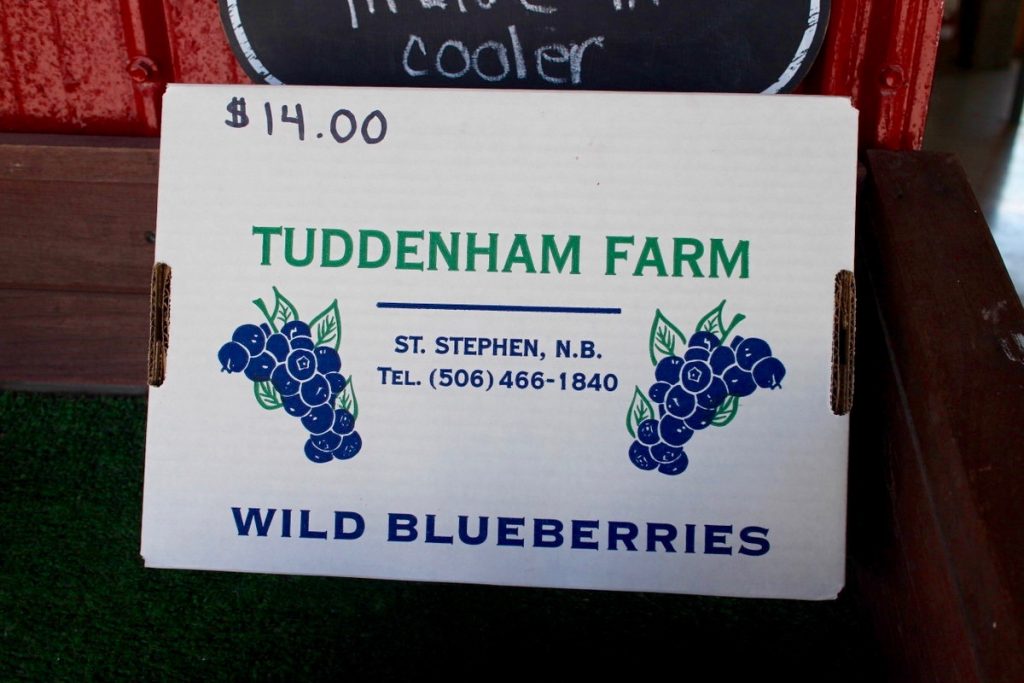 cooler
$14.00
TUDDENHAM FARM
ST. STEPHEN, N.B.
TEL. (506) 466-1840
WILD BLUEBERRIES